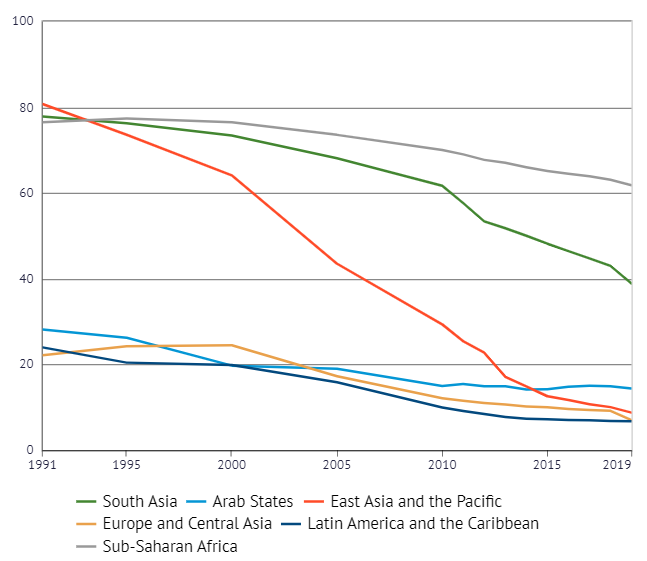 100
80
60
40
20
0
1991 1995 2000 2005 2010 2015 2019
South Asia Arab States East Asia and the Pacific
Europe and Central Asia Latin America and the Caribbean
Sub-Saharan Africa